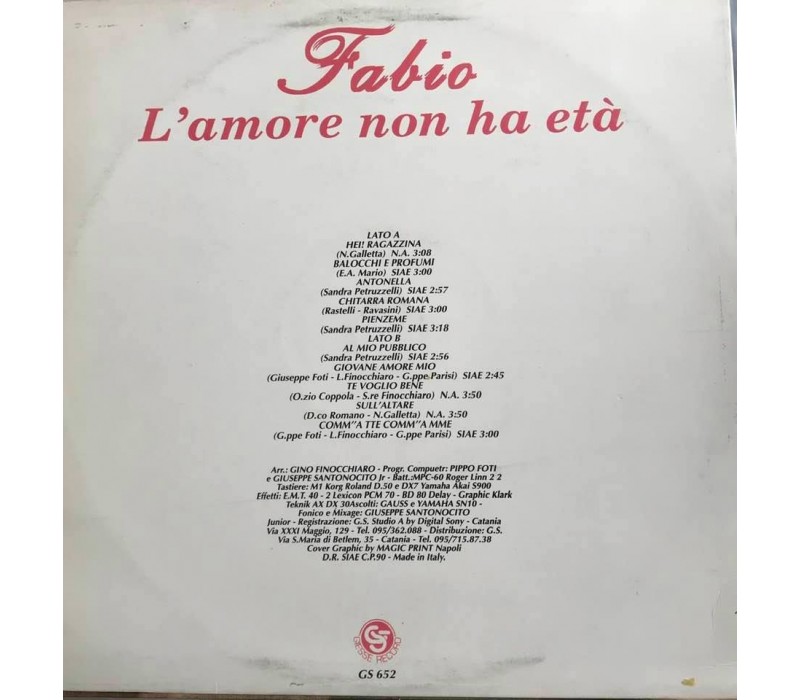 Fabio
L'amore non ha età
LATO A
HEI! RAGAZZINA
(N.Galletta) N.A. 3:08
BALOCCHI E PROFUMI
(E.A. Mario) SIAE 3:00
ANTONELLA
(Sandra Petruzzelli) SIAE 2:57
CHITARRA ROMANA
(Rastelli - Ravasini) SIAE 3:00
PIENZEME
(Sandra Petruzzelli) SIAE 3:18
LATO B
AL MIO PUBBLICO
(Sandra Petruzzelli) SIAE 2:56
GIOVANE AMORE MIO
(Giuseppe Foti - L.Finocchiaro - G.ppe Parisi) SIAE 2:45
TE VOGLIO BENE
(O.zio Coppola - S.re Finocchiaro) N.A. 3:50
SULL'ALTARE
(D.co Romano - N.Galletta) N.A. 3:50
COMM''A TTE COMM''A MME
(G.ppe Foti - L.Finocchiaro - G.ppe Parisi) SIAE 3:00
Arr.: GINO FINOCCHIARO - Progr. Compuetr: PIPPO FOTI
e GIUSEPPE SANTONOCITO Jr - Batt.:MPC-60 Roger Linn 2 2
Tastiere: M1 Korg Roland D.50 e DX7 Yamaha Akai S900
Effetti: E.M.T. 40 - 2 Lexicon PCM 70 - BD 80 Delay - Graphic Klark
Teknik AX DX 30Ascolti: GAUSS e YAMAHA SN10 -
Fonico e Mixage: GIUSEPPE SANTONOCITO
Junior - Registrazione: G.S. Studio A by Digital Sony - Catania
Via XXXI Maggio, 129 - Tel. 095/362.088 - Distribuzione: G.S.
Via S.Maria di Betlem, 35 - Catania - Tel. 095/715.87.38
Cover Graphic by MAGIC PRINT Napoli
D.R. SIAE C.P.90 - Made in Italy.
GS
GIESSE RECORD
GS 652